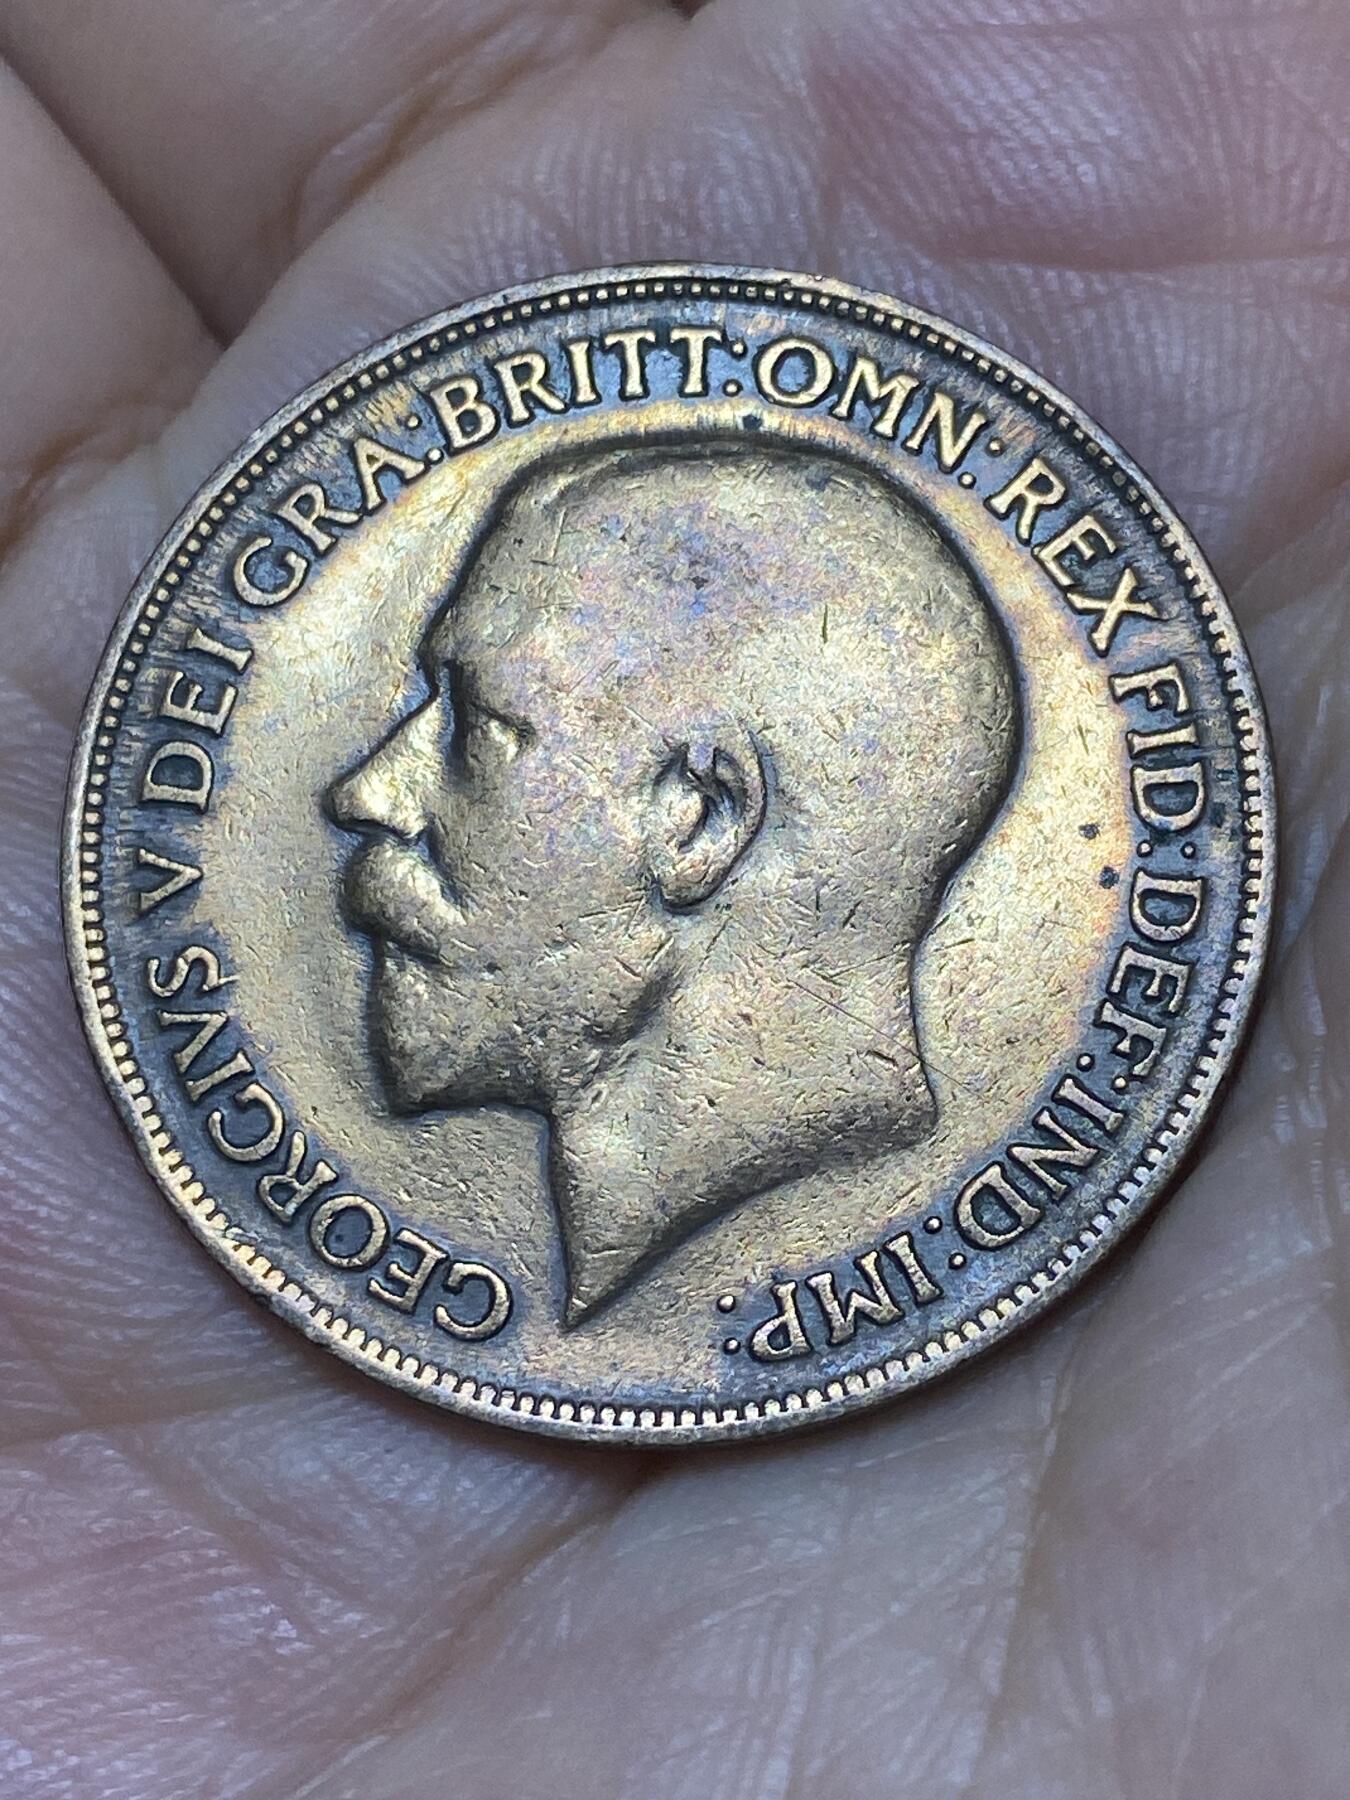 GEORGIVS V DEI GRA: BRITT: OMN: REX FID: DEF: IND: IMP: